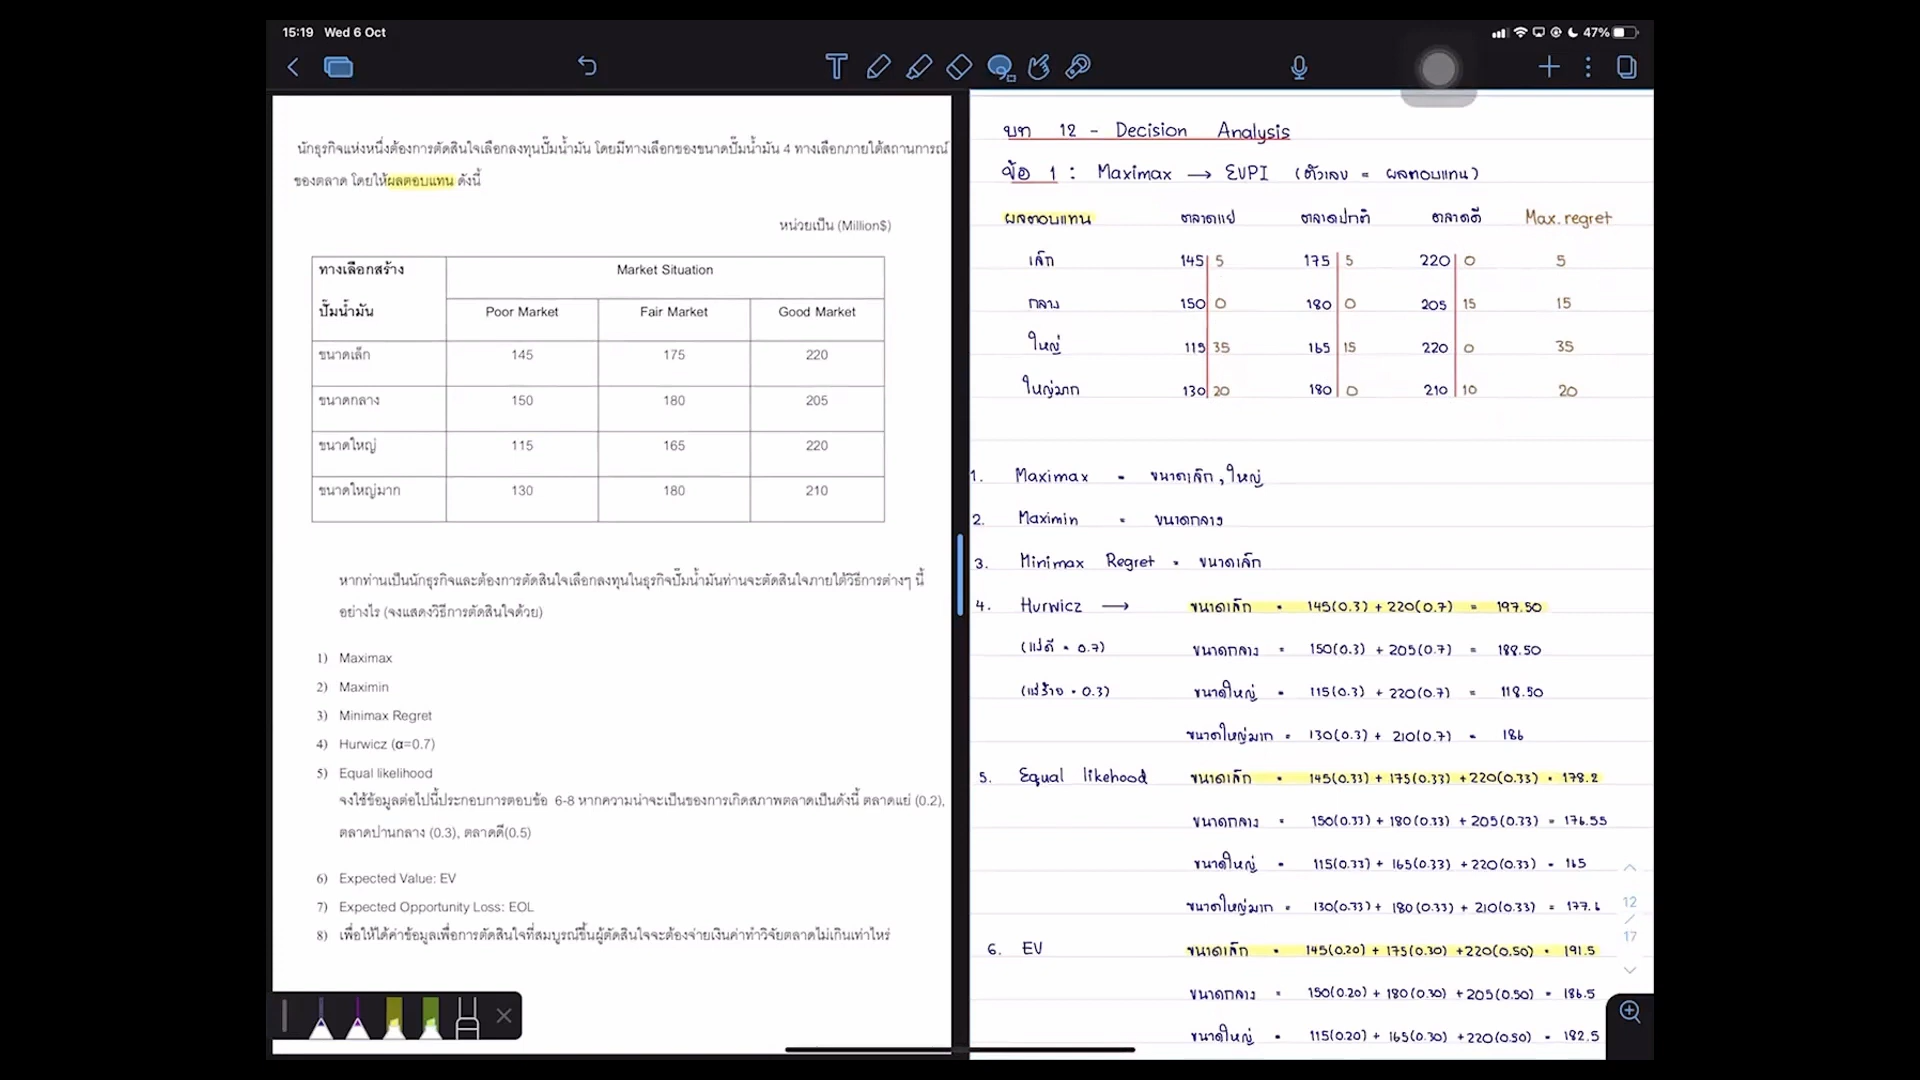 15:19 Wed 6 Oct
47%
นักธุรกิจแห่งหนึ่งต้องการตัดสินใจเลือกลงทุนปั๊มน้ำมัน โดยมีทางเลือกของขนาดปั๊มน้ำมัน 4 ทางเลือกภายใต้สถานการณ์
ของตลาด โดยให้ผลตอบแทน ดังนี้
หน่วยเป็น (Million$)
ทางเลือกสร้าง Market Situation
ปั๊มน้ำมัน Poor Market Fair Market Good Market
ขนาดเล็ก 145 175 220
ขนาดกลาง 150 180 205
ขนาดใหญ่ 115 165 220
ขนาดใหญ่มาก 130 180 210
หากท่านเป็นนักธุรกิจและต้องการตัดสินใจเลือกลงทุนในธุรกิจปั๊มน้ำมันท่านจะตัดสินใจภายใต้วิธีการต่างๆ นี้
อย่างไร (จงแสดงวิธีการตัดสินใจด้วย)
1) Maximax
2) Maximin
3) Minimax Regret
4) Hurwicz (α=0.7)
5) Equal likelihood
จงใช้ข้อมูลต่อไปนี้ประกอบการตอบข้อ 6-8 หากความน่าจะเป็นของการเกิดสภาพตลาดเป็นดังนี้ ตลาดแย่ (0.2),
ตลาดปานกลาง (0.3), ตลาดดี(0.5)
6) Expected Value: EV
7) Expected Opportunity Loss: EOL
8) เพื่อให้ได้ค่าข้อมูลเพื่อการตัดสินใจที่สมบูรณ์ขึ้นผู้ตัดสินใจจะต้องจ่ายเงินค่าทำวิจัยตลาดไม่เกินเท่าไหร่
บท 12 - Decision Analysis
ข้อ 1 : Maximax → EVPI (ตัวเลข = ผลตอบแทน)
ผลตอบแทน ตลาดแย่ ตลาดปกติ ตลาดดี Max. regret
เล็ก 145 5 175 5 220 0 5
กลาง 150 0 180 0 205 15 15
ใหญ่ 115 35 165 15 220 0 35
ใหญ่มาก 130 20 180 0 210 10 20
1. Maximax = ขนาดเล็ก, ใหญ่
2. Maximin = ขนาดกลาง
3. Minimax Regret = ขนาดเล็ก
4. Hurwicz → ขนาดเล็ก = 145(0.3) + 220(0.7) = 197.50
(แง่ดี = 0.7) ขนาดกลาง = 150(0.3) + 205(0.7) = 188.50
(แง่ร้าย = 0.3) ขนาดใหญ่ = 115(0.3) + 220(0.7) = 118.50
ขนาดใหญ่มาก = 130(0.3) + 210(0.7) = 186
5. Equal likehood ขนาดเล็ก = 145(0.33) + 175(0.33) + 220(0.33) = 178.2
ขนาดกลาง = 150(0.33) + 180(0.33) + 205(0.33) = 176.55
ขนาดใหญ่ = 115(0.33) + 165(0.33) + 220(0.33) = 165
ขนาดใหญ่มาก = 130(0.33) + 180(0.33) + 210(0.33) = 177.6
6. EV ขนาดเล็ก = 145(0.20) + 175(0.30) + 220(0.50) = 191.5
ขนาดกลาง = 150(0.20) + 180(0.30) + 205(0.50) = 186.5
ขนาดใหญ่ = 115(0.20) + 165(0.30) + 220(0.50) = 182.5
12
/
17